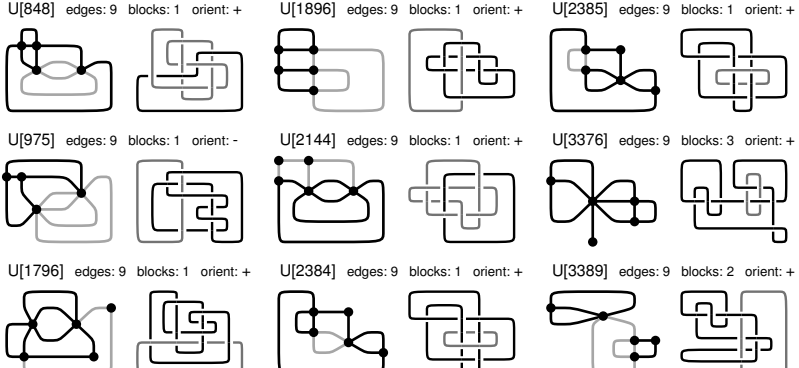 U[848] edges: 9 blocks: 1 orient: +
U[1896] edges: 9 blocks: 1 orient: +
U[2385] edges: 9 blocks: 1 orient: +
U[975] edges: 9 blocks: 1 orient: -
U[2144] edges: 9 blocks: 1 orient: +
U[3376] edges: 9 blocks: 3 orient: +
U[1796] edges: 9 blocks: 1 orient: +
U[2384] edges: 9 blocks: 1 orient: +
U[3389] edges: 9 blocks: 2 orient: +